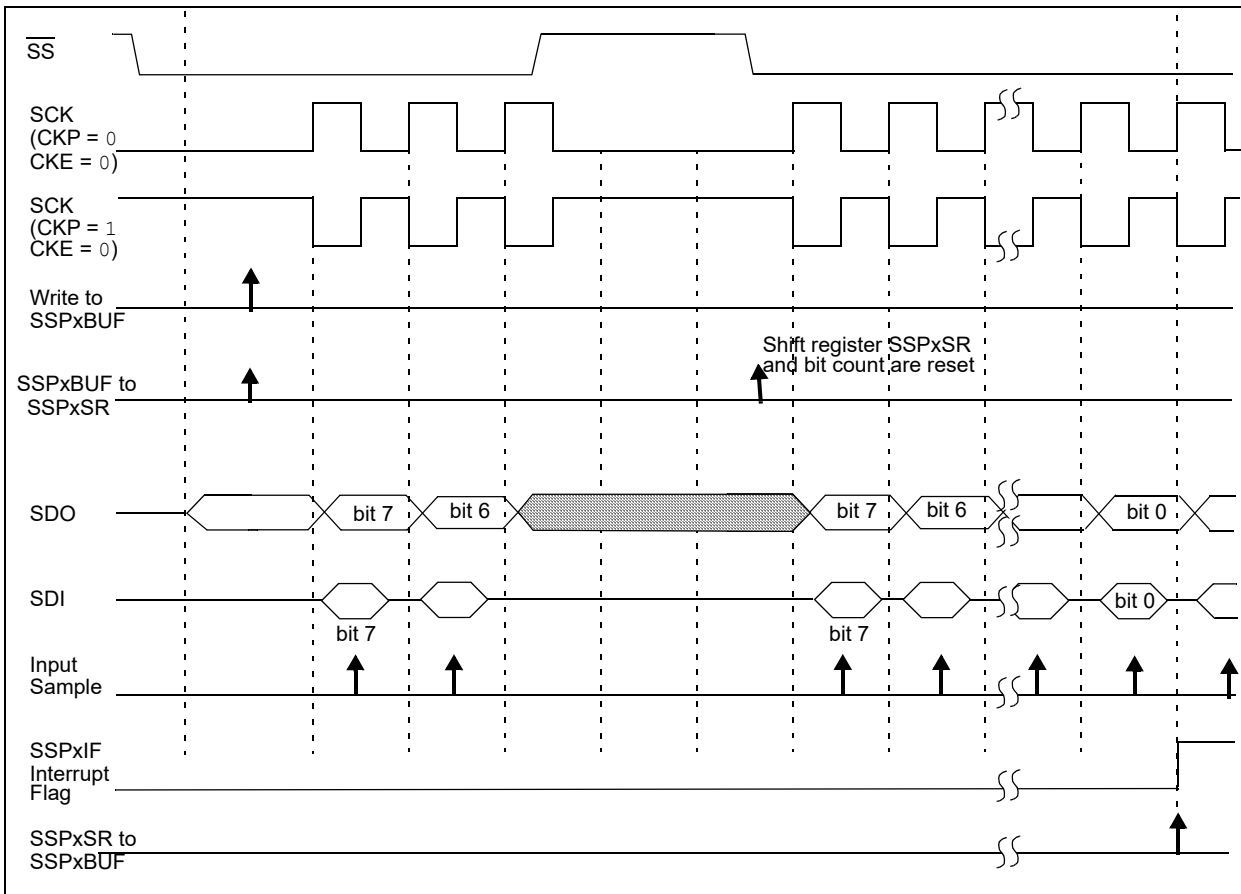 SS
SCK
(CKP = 0
CKE = 0)
SCK
(CKP = 1
CKE = 0)
Write to
SSPxBUF
Shift register SSPxSR
and bit count are reset
SSPxBUF to
SSPxSR
SDO
bit 7
bit 6
bit 7
bit 6
bit 0
SDI
bit 0
bit 7
bit 7
Input
Sample
SSPxIF
Interrupt
Flag
SSPxSR to
SSPxBUF